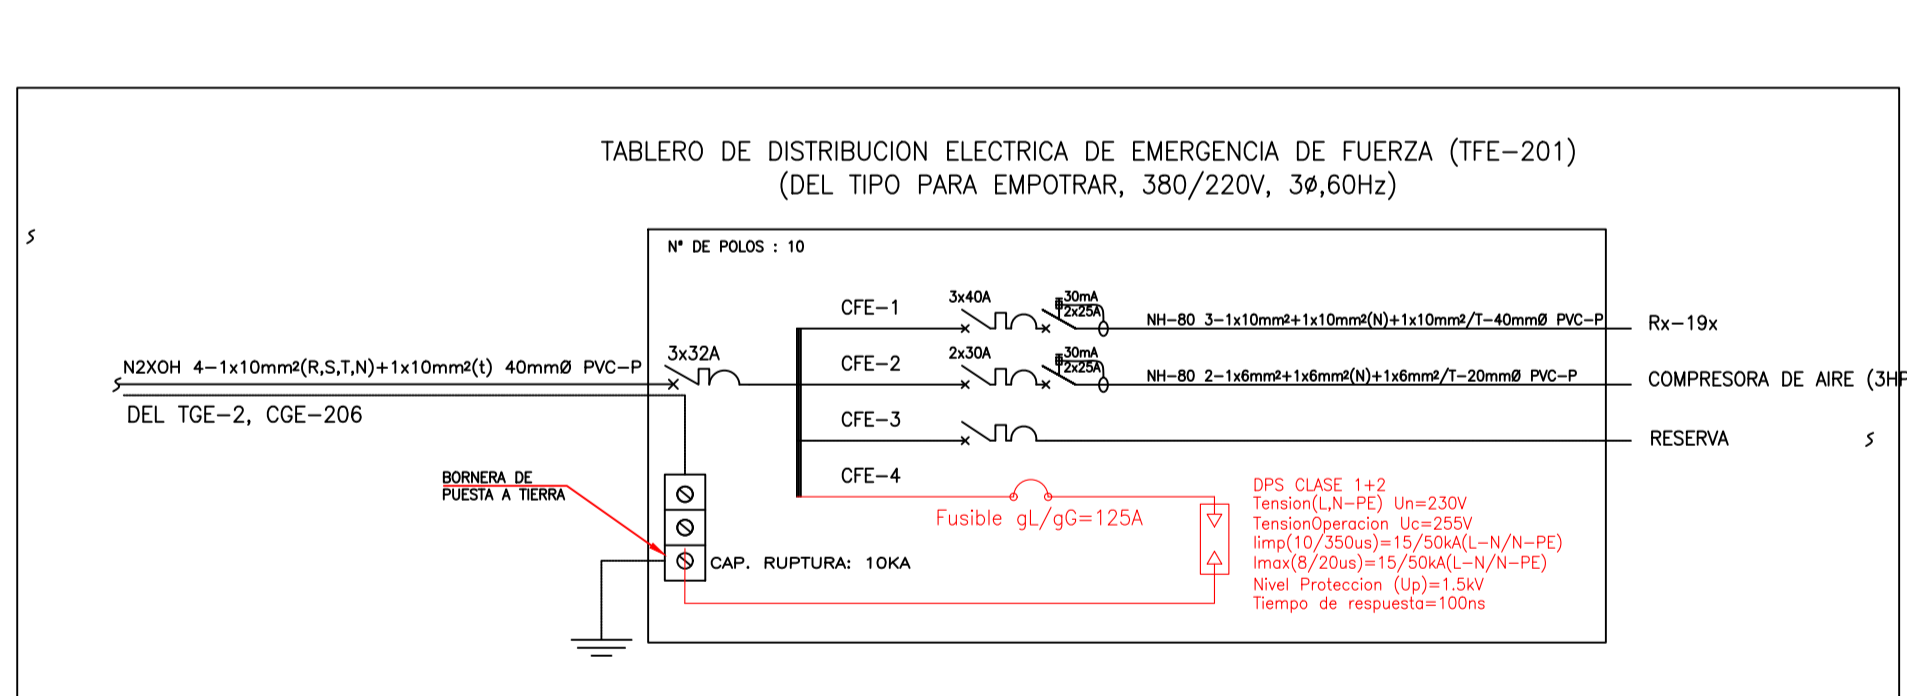 TABLERO DE DISTRIBUCION ELECTRICA DE EMERGENCIA DE FUERZA (TFE-201)
(DEL TIPO PARA EMPOTRAR, 380/220V, 3ø,60Hz)
S
N° DE POLOS : 10
CFE-1
3x40A
30mA
2x25A
NH-80 3-1x10mm²+1x10mm²(N)+1x10mm²/T-40mmØ PVC-P
Rx-19x
N2XOH 4-1x10mm²(R,S,T,N)+1x10mm²(t) 40mmØ PVC-P
3x32A
CFE-2
2x30A
30mA
2x25A
NH-80 2-1x6mm²+1x6mm²(N)+1x6mm²/T-20mmØ PVC-P
COMPRESORA DE AIRE (3HP
DEL TGE-2, CGE-206
CFE-3
RESERVA
S
CFE-4
BORNERA DE
PUESTA A TIERRA
Fusible gL/gG=125A
DPS CLASE 1+2
Tension(L,N-PE) Un=230V
TensionOperacion Uc=255V
Iimp(10/350us)=15/50kA(L-N/N-PE)
Imax(8/20us)=15/50kA(L-N/N-PE)
Nivel Proteccion (Up)=1.5kV
Tiempo de respuesta=100ns
CAP. RUPTURA: 10KA